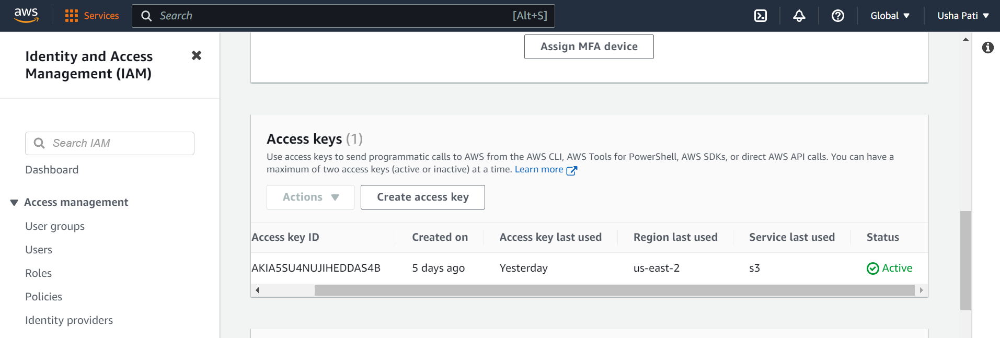 aws
Services
Search
[Alt+S]
Global
Usha Pati
Identity and Access
Management (IAM)
Search IAM
Dashboard
Access management
User groups
Users
Roles
Policies
Identity providers
Assign MFA device
Access keys (1)
Use access keys to send programmatic calls to AWS from the AWS CLI, AWS Tools for PowerShell, AWS SDKs, or direct AWS API calls. You can have a
maximum of two access keys (active or inactive) at a time. Learn more
Actions
Create access key
Access key ID Created on Access key last used Region last used Service last used Status
AKIA5SU4NUJIHEDDAS4B 5 days ago Yesterday us-east-2 s3 Active